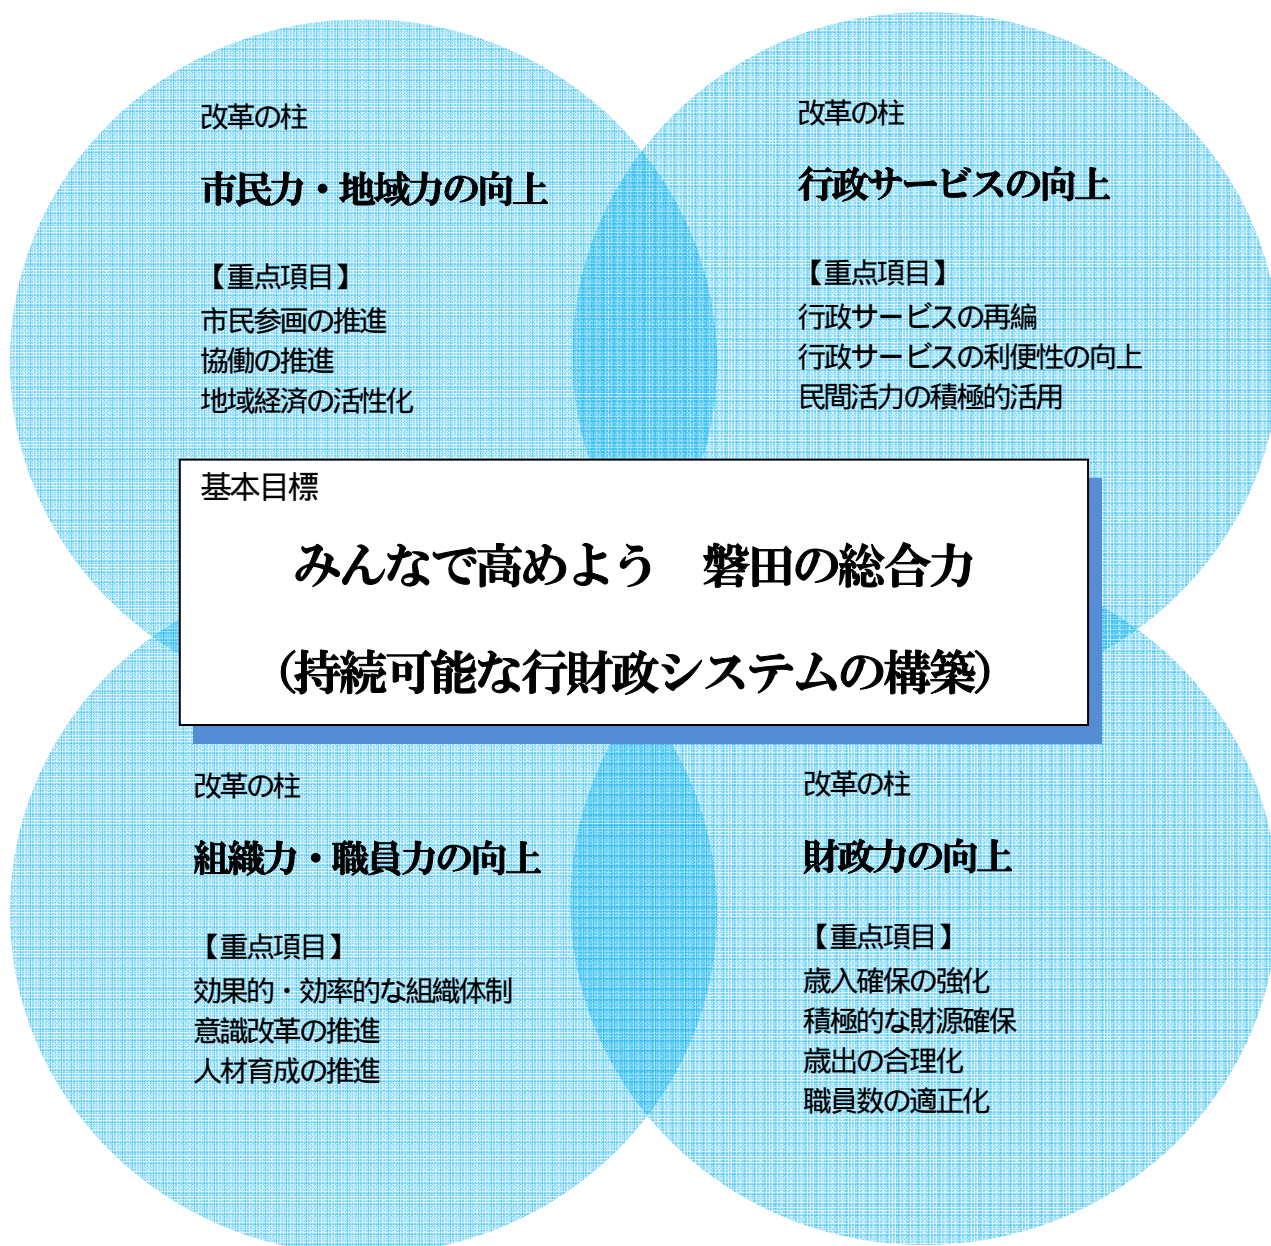 改革の柱
市民力・地域力の向上
【重点項目】
市民参画の推進
協働の推進
地域経済の活性化
改革の柱
行政サービスの向上
【重点項目】
行政サービスの再編
行政サービスの利便性の向上
民間活力の積極的活用
基本目標
みんなで高めよう　磐田の総合力
（持続可能な行財政システムの構築）
改革の柱
組織力・職員力の向上
【重点項目】
効果的・効率的な組織体制
意識改革の推進
人材育成の推進
改革の柱
財政力の向上
【重点項目】
歳入確保の強化
積極的な財源確保
歳出の合理化
職員数の適正化